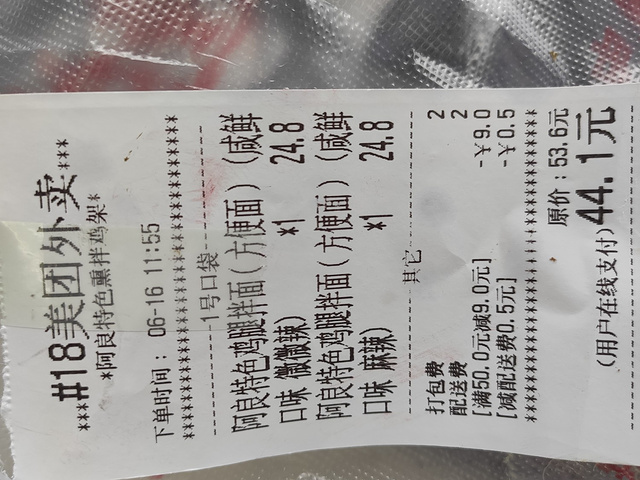 ***#18美团外卖***
*阿良特色熏拌鸡架*
下单时间: 06-16 11:55
********************************
1号口袋
阿良特色鸡腿拌面(方便面)(咸鲜
口味 微微辣) *1 24.8
阿良特色鸡腿拌面(方便面)(咸鲜
口味 麻辣) *1 24.8
其它
打包费 2
配送费 2
[满50.0元减9.0元] -￥9.0
[减配送费0.5元] -￥0.5
********************************
原价:53.6元
(用户在线支付)44.1元